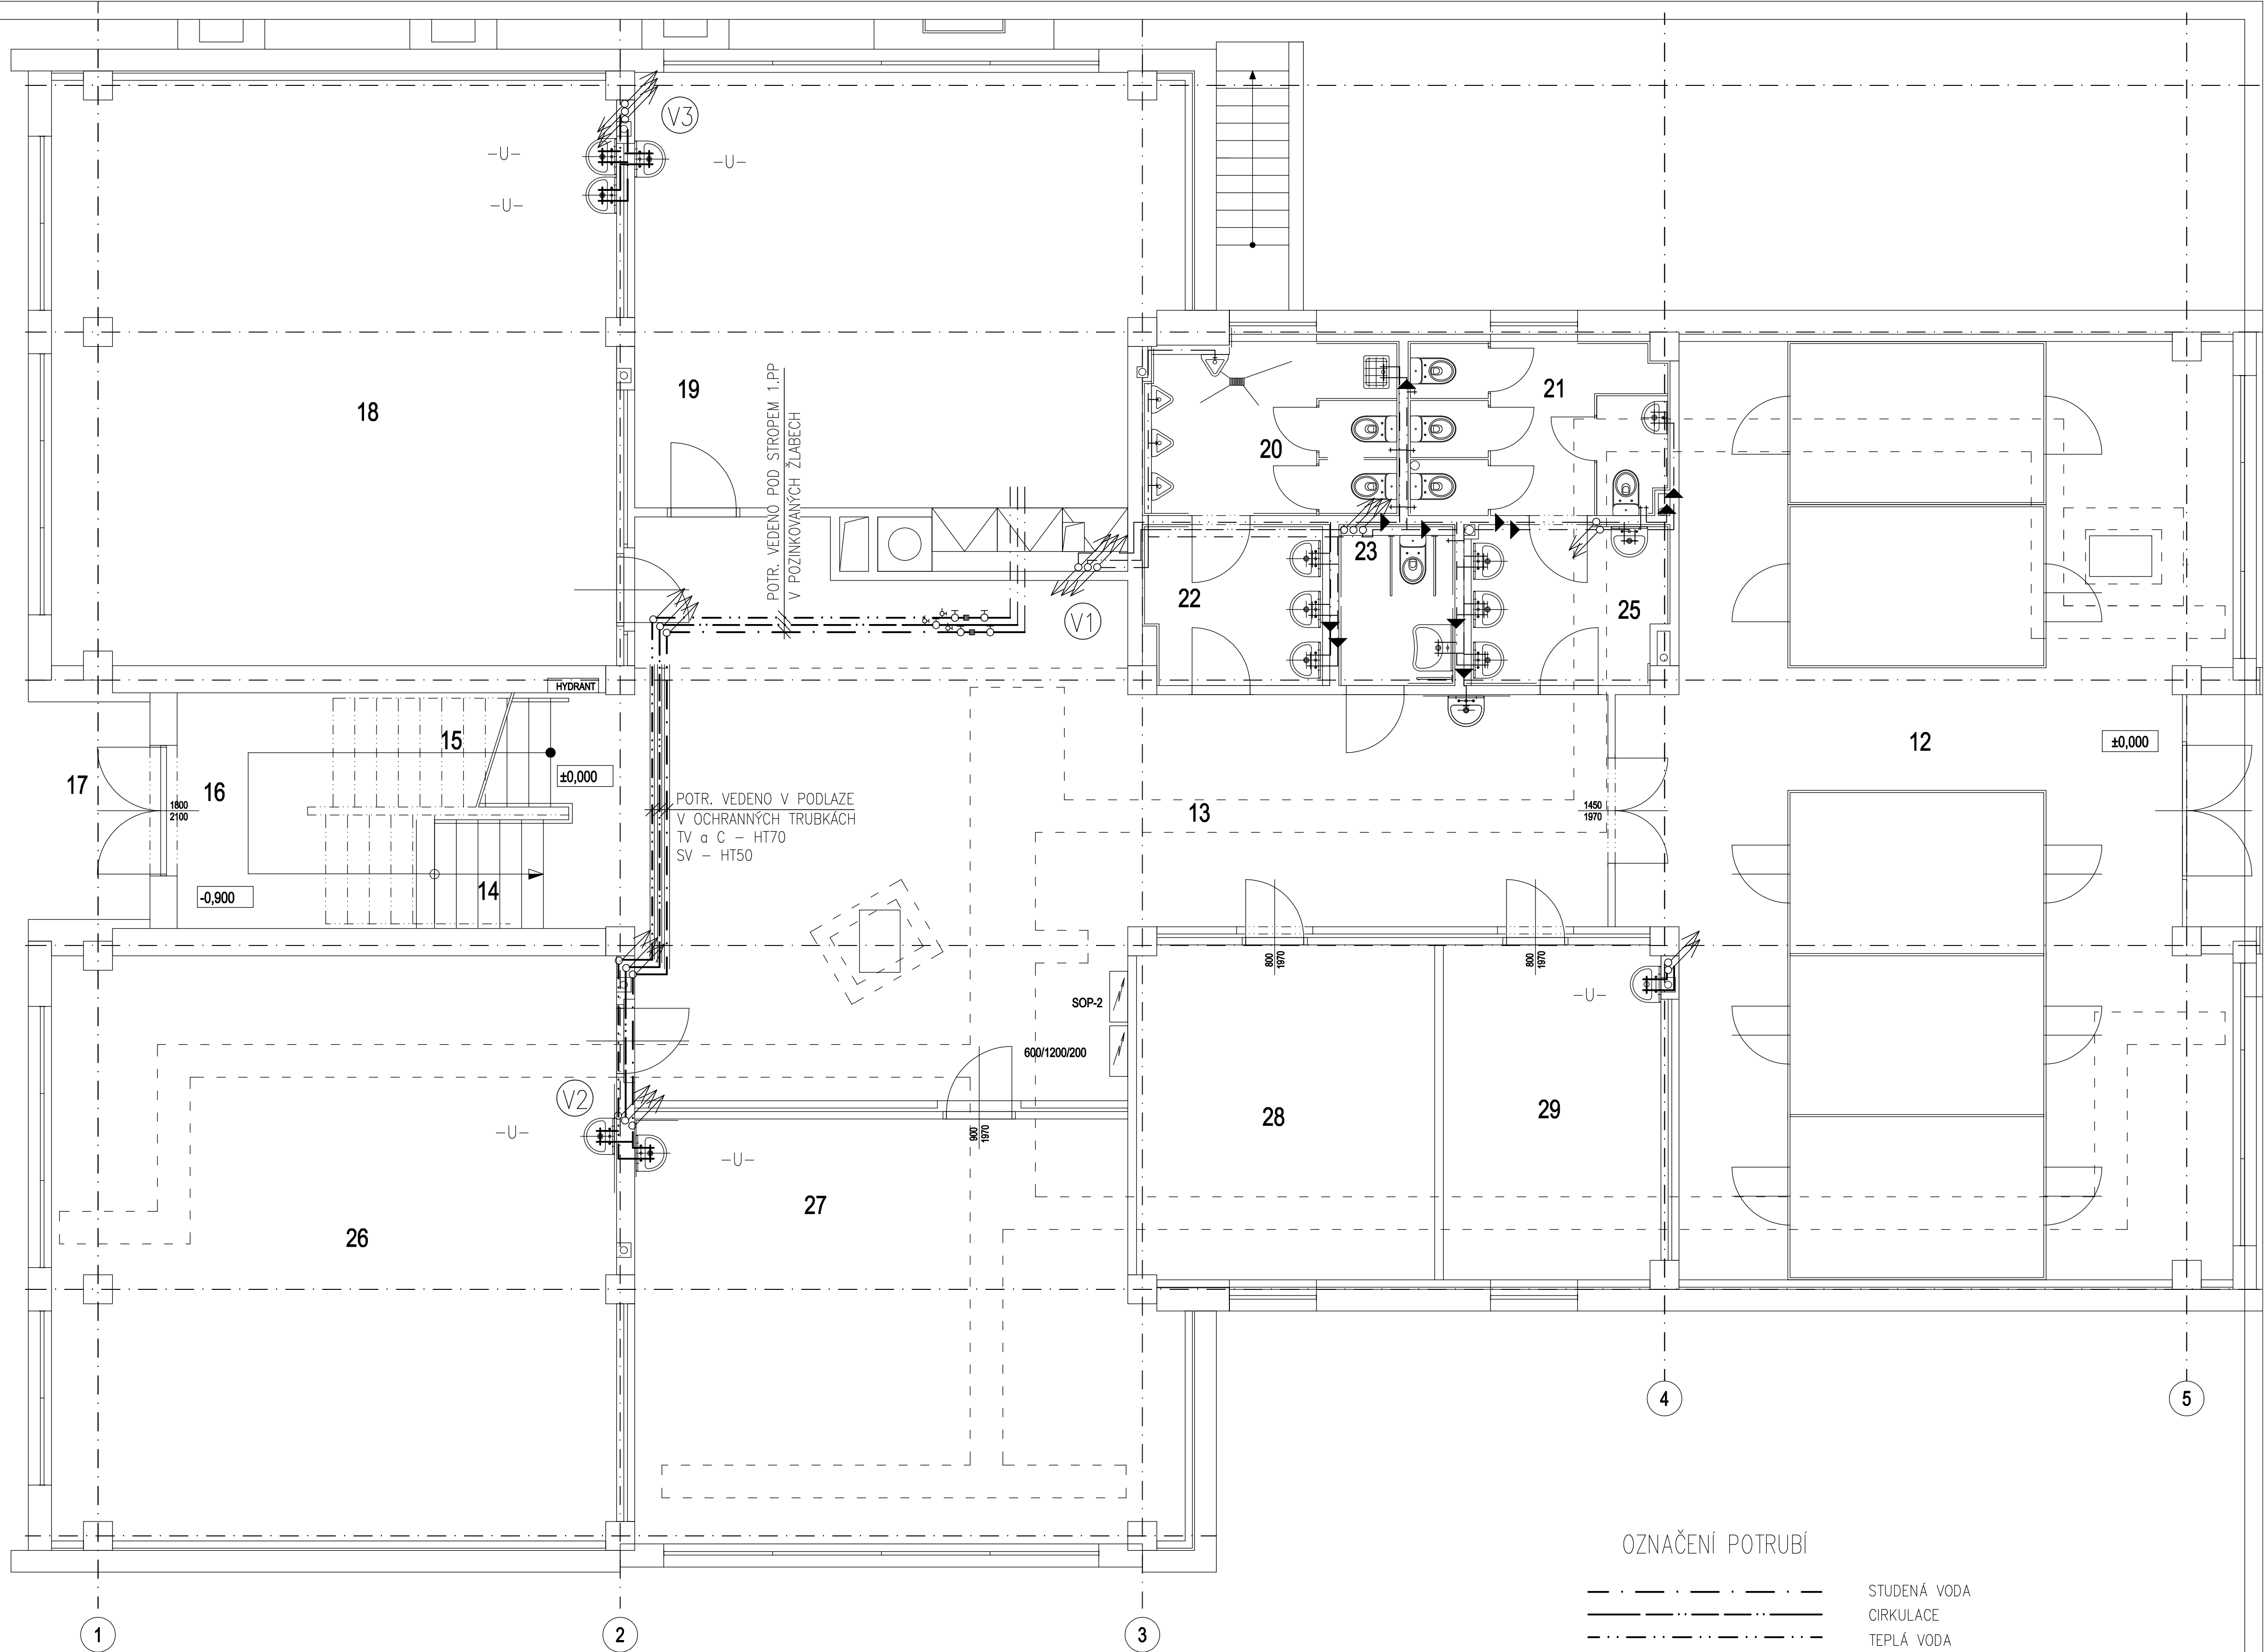 V3
-U-
-U-
-U-
18
19
POTR. VEDENO POD STROPEM 1.PP
V POZINKOVANÝCH ŽLABECH
20
21
22
23
25
V1
HYDRANT
15
±0,000
17
16
1800
2100
14
-0,900
POTR. VEDENO V PODLAZE
V OCHRANNÝCH TRUBKÁCH
TV a C – HT70
SV – HT50
13
1450
1970
12
±0,000
800
1970
800
1970
SOP-2
600/1200/200
-U-
V2
-U-
-U-
900
1970
26
27
28
29
4
5
OZNAČENÍ POTRUBÍ
STUDENÁ VODA
CIRKULACE
TEPLÁ VODA
1
2
3